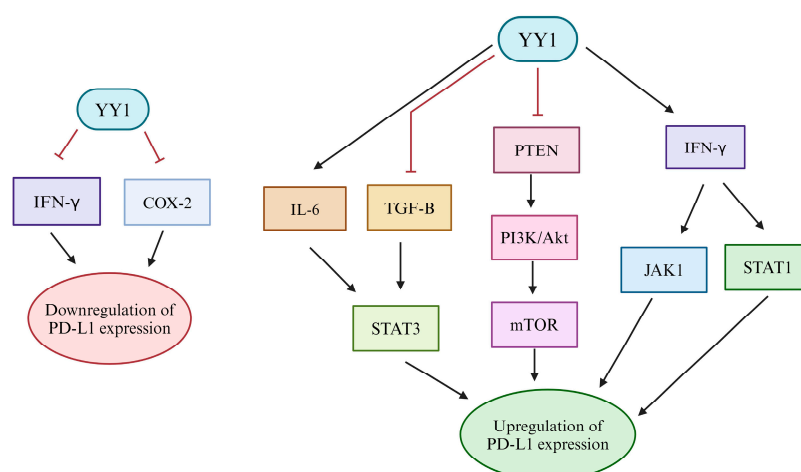 YY1
IFN-γ
COX-2
Downregulation of
PD-L1 expression
YY1
IL-6
TGF-B
PTEN
IFN-γ
PI3K/Akt
JAK1
STAT1
STAT3
mTOR
Upregulation of
PD-L1 expression